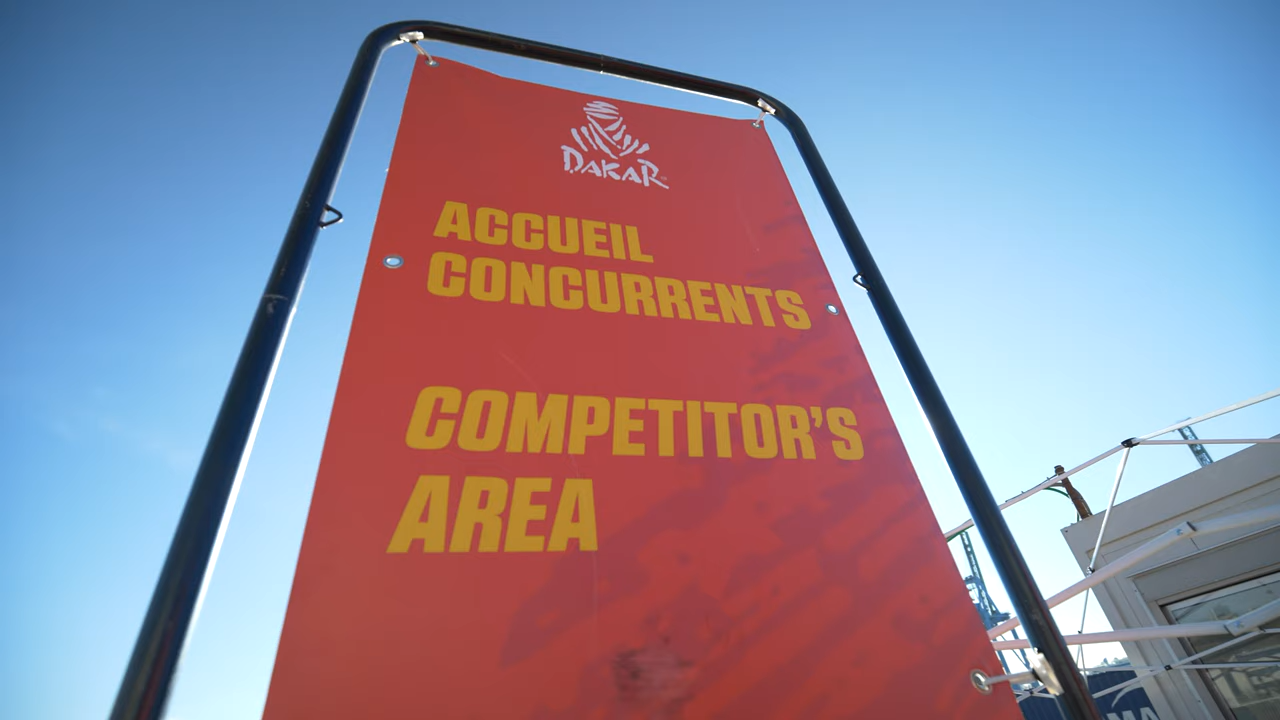 DAKAR
ACCUEIL
CONCURRENTS
COMPETITOR'S
AREA